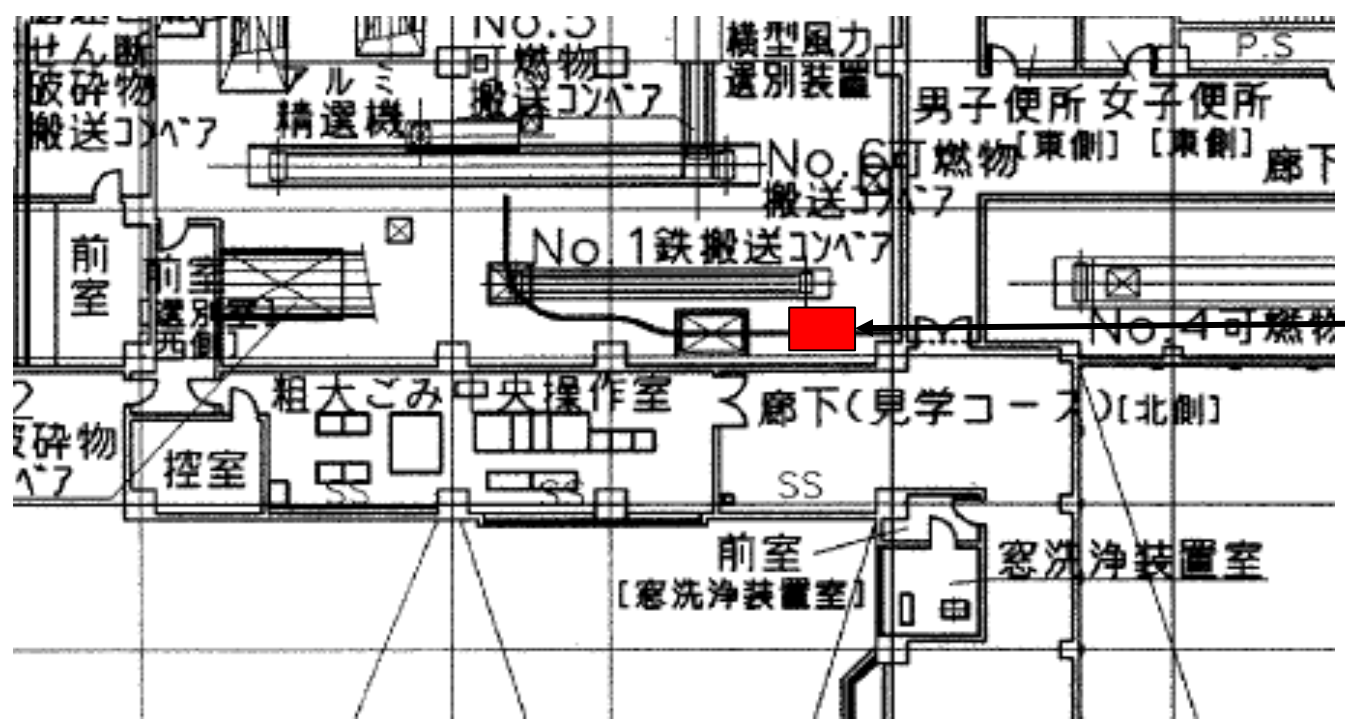 せん断
破砕物
搬送コンベア
アルミ
精選機
No.5
燃物
搬送コンベア
横型風力
選別装置
P.S
男子便所
[東側]
女子便所
[東側]
廊下
No.6可燃物
搬送コンベア
前室
前室
[選別室]
西側]
No.1鉄搬送コンベア
No.4可燃物
2
破砕物
ベア
粗大ごみ中央操作室
廊下(見学コース)[北側]
控室
SS
SS
SS
前室
[窓洗浄装置室]
窓洗浄装置室